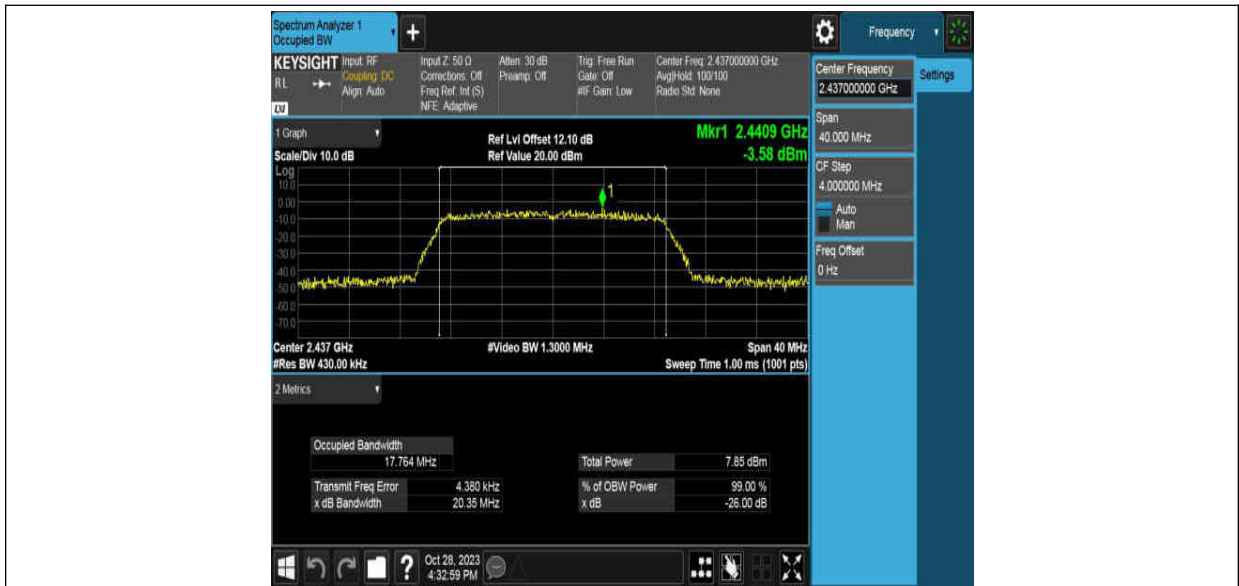 Spectrum Analyzer 1
Occupied BW
Frequency
KEYSIGHT
RL
LXI
Input: RF
Coupling: DC
Align: Auto
Input Z: 50 Ω
Corrections: Off
Freq Ref: Int (S)
NFE: Adaptive
Atten: 30 dB
Preamp: Off
Trig: Free Run
Gate: Off
#IF Gain: Low
Center Freq: 2.437000000 GHz
Avg|Hold: 100/100
Radio Std: None
Center Frequency
2.437000000 GHz
Settings
Span
40.000 MHz
CF Step
4.000000 MHz
Auto
Man
Freq Offset
0 Hz
1 Graph
Scale/Div 10.0 dB
Ref Lvl Offset 12.10 dB
Ref Value 20.00 dBm
Mkr1 2.4409 GHz
-3.58 dBm
Log
10.0
0.00
-10.0
-20.0
-30.0
-40.0
-50.0
-60.0
-70.0
1
Center 2.437 GHz
#Res BW 430.00 kHz
#Video BW 1.3000 MHz
Span 40 MHz
Sweep Time 1.00 ms (1001 pts)
2 Metrics
Occupied Bandwidth
17.764 MHz
Total Power 7.85 dBm
Transmit Freq Error 4.380 kHz
% of OBW Power 99.00 %
x dB Bandwidth 20.35 MHz
x dB -26.00 dB
?
Oct 28, 2023
4:32:59 PM